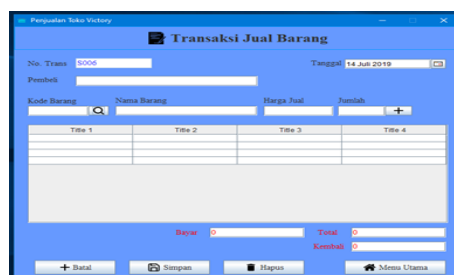 Penjualan Toko Victory
Transaksi Jual Barang
No. Trans S006 Tanggal 14 Juli 2019
Pembeli
Kode Barang Nama Barang Harga Jual Jumlah
+
Title 1 Title 2 Title 3 Title 4
Bayar 0 Total 0
Kembali 0
+ Batal Simpan Hapus Menu Utama